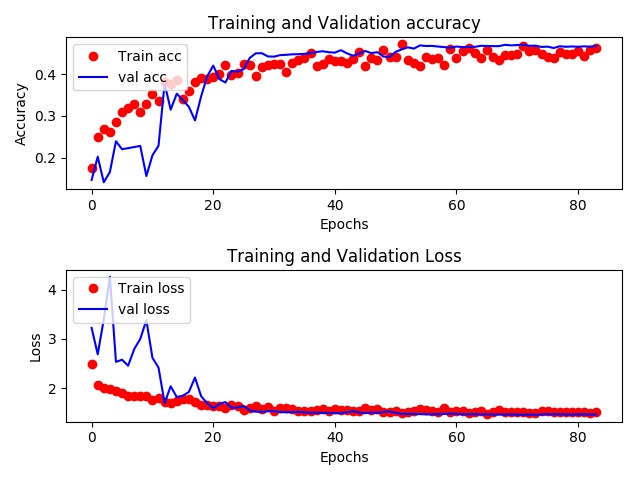 Training and Validation accuracy
Train acc
val acc
0.4
0.3
0.2
Accuracy
0 20 40 60 80
Epochs
Training and Validation Loss
Train loss
val loss
4
3
2
Loss
0 20 40 60 80
Epochs